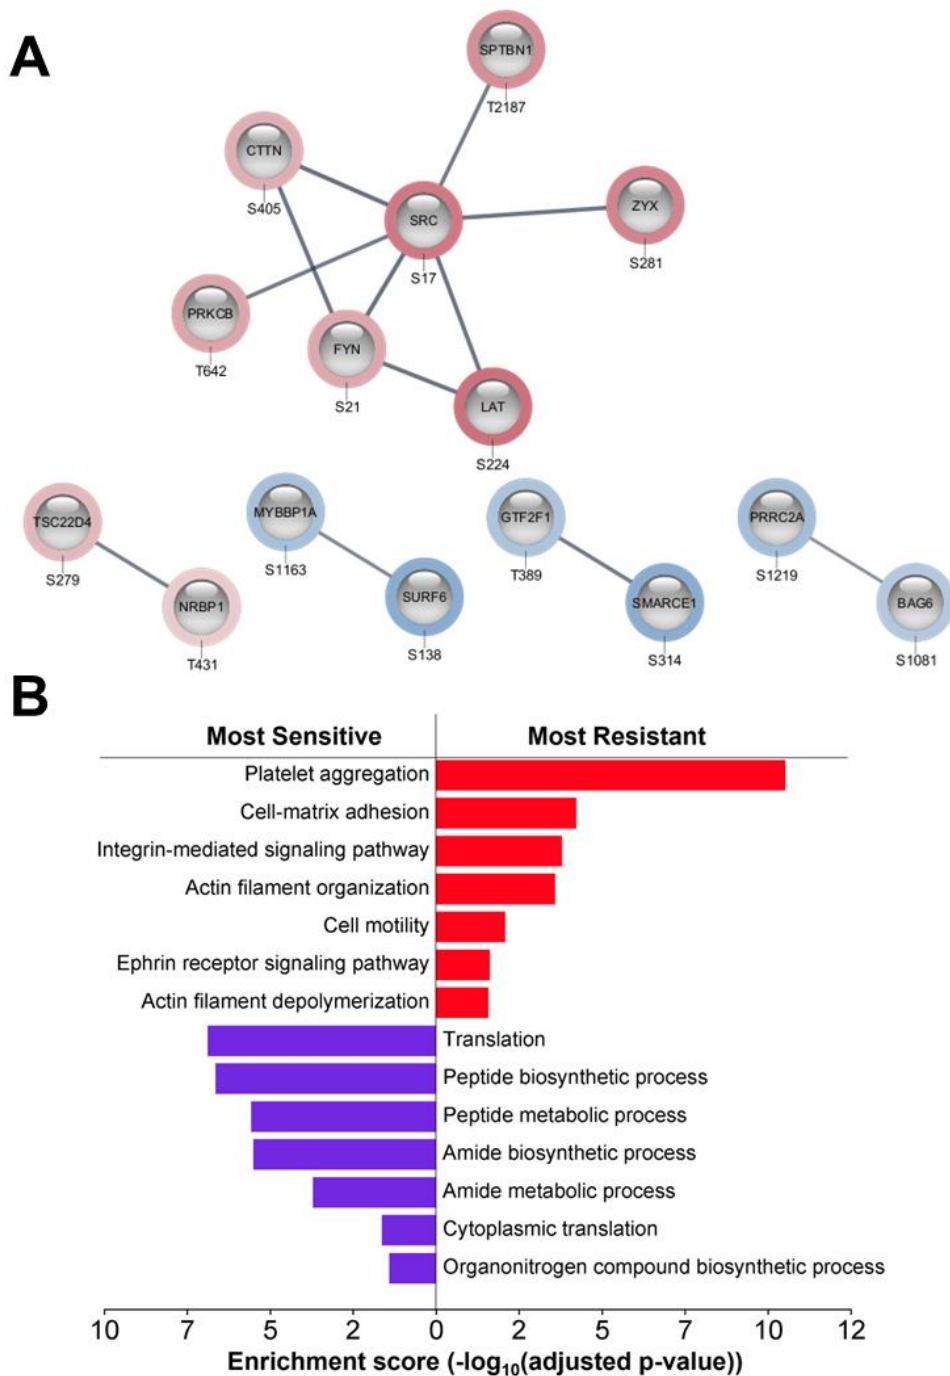 A
SPTBN1
T2187
CTTN
S405
SRC
S17
ZYX
S281
PRKCB
T642
FYN
S21
LAT
S224
TSC22D4
S279
NRBP1
T431
MYBBP1A
S1163
SURF6
S138
GTF2F1
T389
SMARCE1
S314
PRRC2A
S1219
BAG6
S1081
B
Most Sensitive Most Resistant
Platelet aggregation
Cell-matrix adhesion
Integrin-mediated signaling pathway
Actin filament organization
Cell motility
Ephrin receptor signaling pathway
Actin filament depolymerization
Translation
Peptide biosynthetic process
Peptide metabolic process
Amide biosynthetic process
Amide metabolic process
Cytoplasmic translation
Organonitrogen compound biosynthetic process
10 7 5 2 0 2 5 7 10 12
Enrichment score (-log₁₀(adjusted p-value))